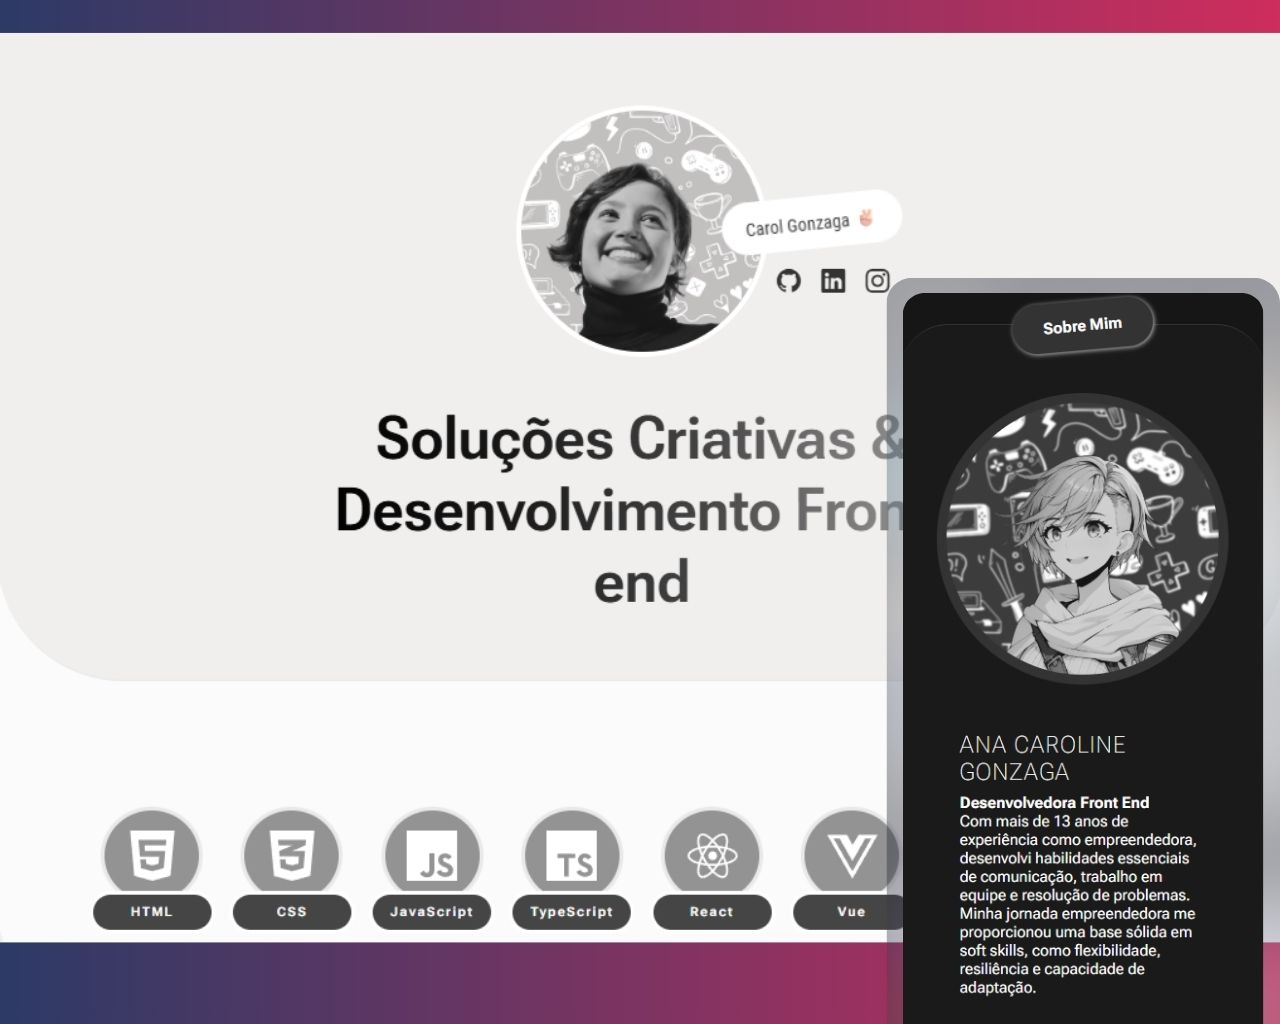 Carol Gonzaga ✌🏻
Soluções Criativas &
Desenvolvimento Fron
end
JS
TS
HTML
CSS
JavaScript
TypeScript
React
Vue
Sobre Mim
ANA CAROLINE
GONZAGA
Desenvolvedora Front End
Com mais de 13 anos de
experiência como empreendedora,
desenvolvi habilidades essenciais
de comunicação, trabalho em
equipe e resolução de problemas.
Minha jornada empreendedora me
proporcionou uma base sólida em
soft skills, como flexibilidade,
resiliência e capacidade de
adaptação.